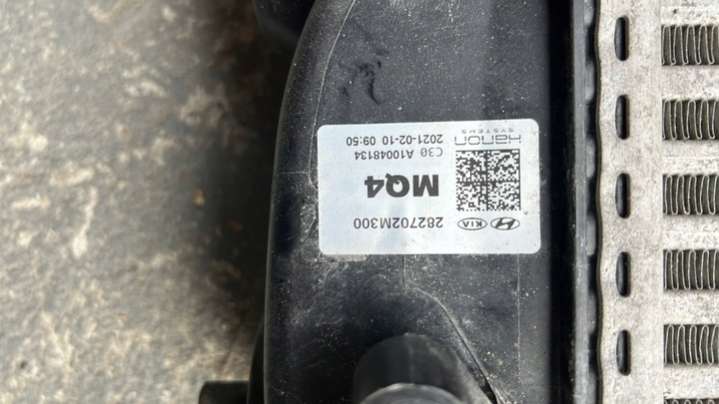 KIA
282702M300
MQ4
Hanon
SYSTEMS
C30 A10048134
2021-02-10 09:50